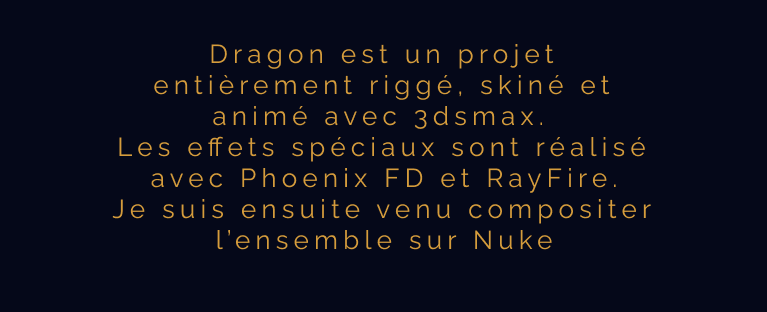 Dragon est un projet
entièrement riggé, skiné et
animé avec 3dsmax.
Les effets spéciaux sont réalisé
avec Phoenix FD et RayFire.
Je suis ensuite venu compositer
l’ensemble sur Nuke